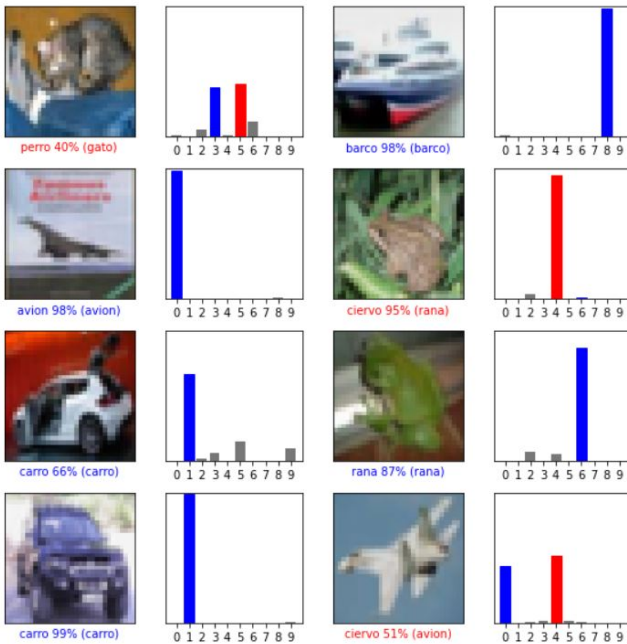 0 1 2 3 4 5 6 7 8 9
perro 40% (gato)
0 1 2 3 4 5 6 7 8 9
barco 98% (barco)
0 1 2 3 4 5 6 7 8 9
avion 98% (avion)
0 1 2 3 4 5 6 7 8 9
ciervo 95% (rana)
0 1 2 3 4 5 6 7 8 9
carro 66% (carro)
0 1 2 3 4 5 6 7 8 9
rana 87% (rana)
0 1 2 3 4 5 6 7 8 9
carro 99% (carro)
0 1 2 3 4 5 6 7 8 9
ciervo 51% (avion)